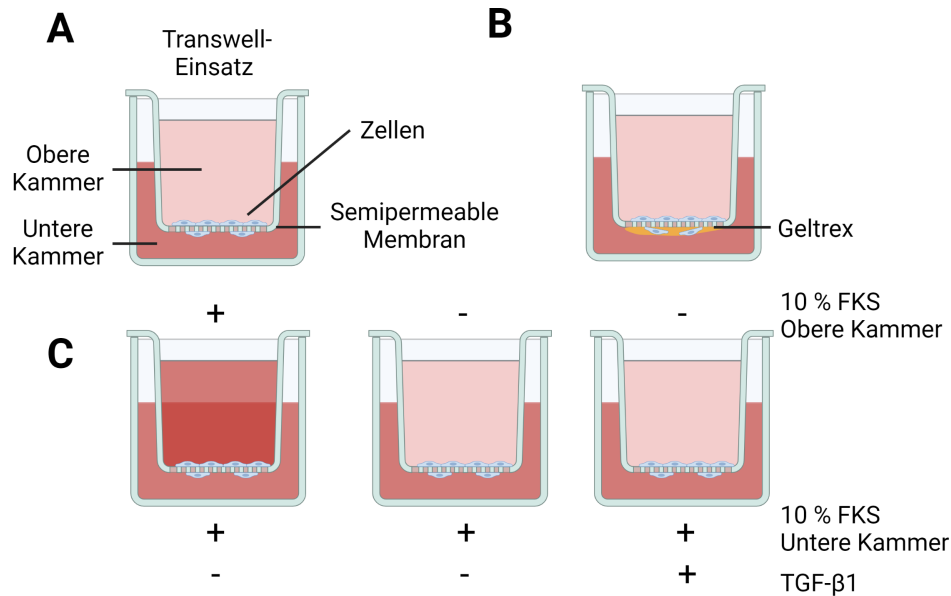 A
B
Transwell-
Einsatz
Zellen
Obere
Kammer
Semipermeable
Membran
Untere
Kammer
Geltrex
+ - - 10 % FKS
Obere Kammer
C
+ + + 10 % FKS
Untere Kammer
- - + TGF-β1